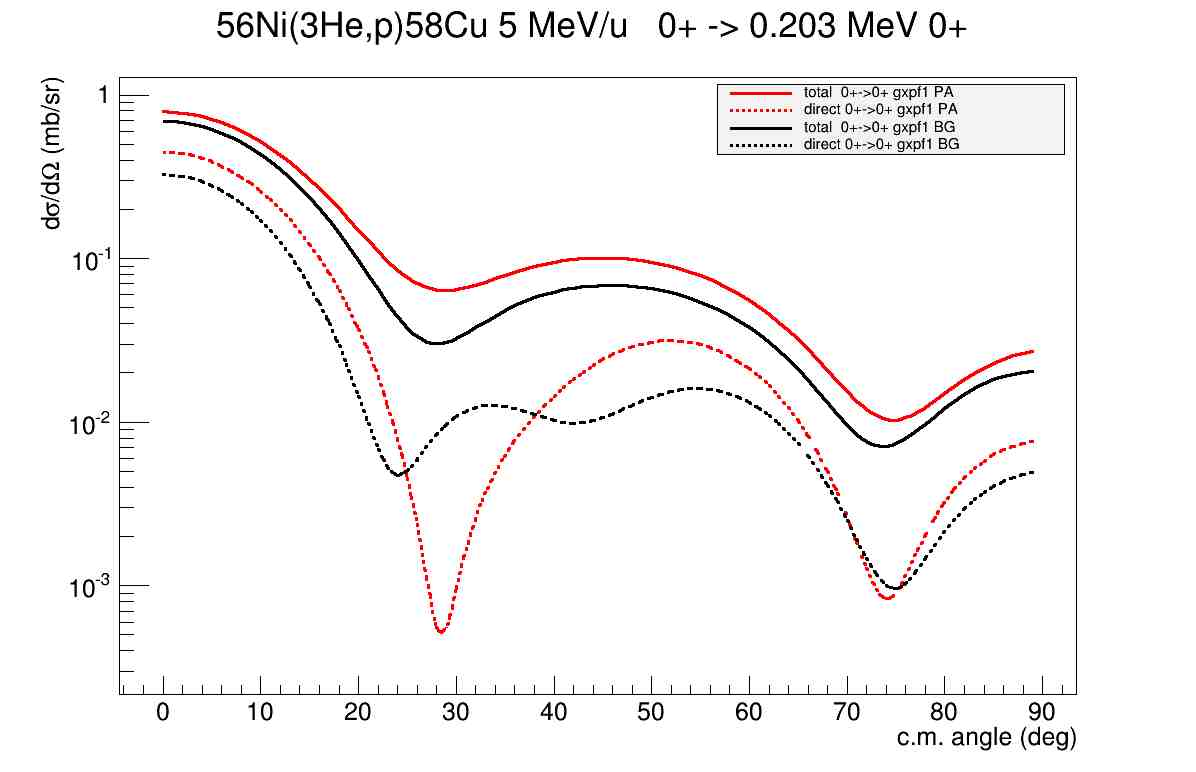 56Ni(3He,p)58Cu 5 MeV/u   0+ -> 0.203 MeV 0+
dσ/dΩ (mb/sr)
total  0+->0+ gxpf1 PA
direct 0+->0+ gxpf1 PA
total  0+->0+ gxpf1 BG
direct 0+->0+ gxpf1 BG
1
10⁻¹
10⁻²
10⁻³
0 10 20 30 40 50 60 70 80 90
c.m. angle (deg)